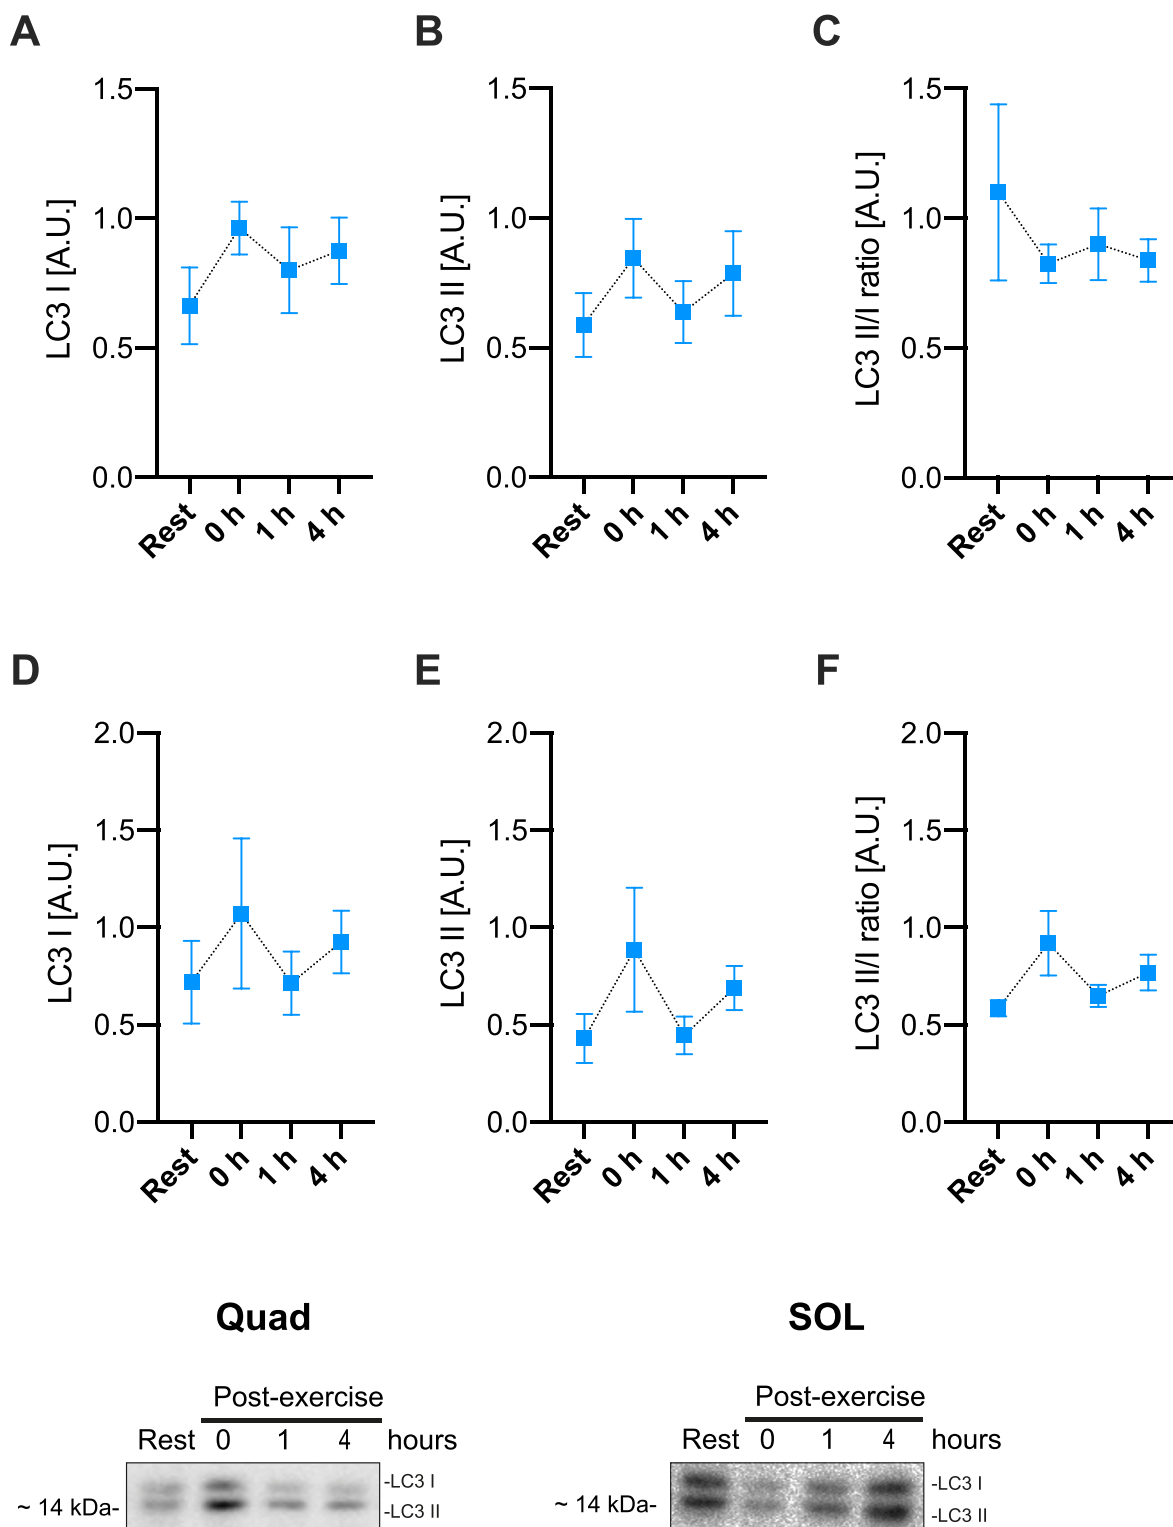 A
B
C
1.5
1.0
0.5
0.0
LC3 I [A.U.]
Rest
0 h
1 h
4 h
1.5
1.0
0.5
0.0
LC3 II [A.U.]
Rest
0 h
1 h
4 h
1.5
1.0
0.5
0.0
LC3 II/I ratio [A.U.]
Rest
0 h
1 h
4 h
D
E
F
2.0
1.5
1.0
0.5
0.0
LC3 I [A.U.]
Rest
0 h
1 h
4 h
2.0
1.5
1.0
0.5
0.0
LC3 II [A.U.]
Rest
0 h
1 h
4 h
2.0
1.5
1.0
0.5
0.0
LC3 II/I ratio [A.U.]
Rest
0 h
1 h
4 h
Quad
Post-exercise
Rest 0 1 4 hours
-LC3 I
~ 14 kDa-
-LC3 II
SOL
Post-exercise
Rest 0 1 4 hours
-LC3 I
~ 14 kDa-
-LC3 II